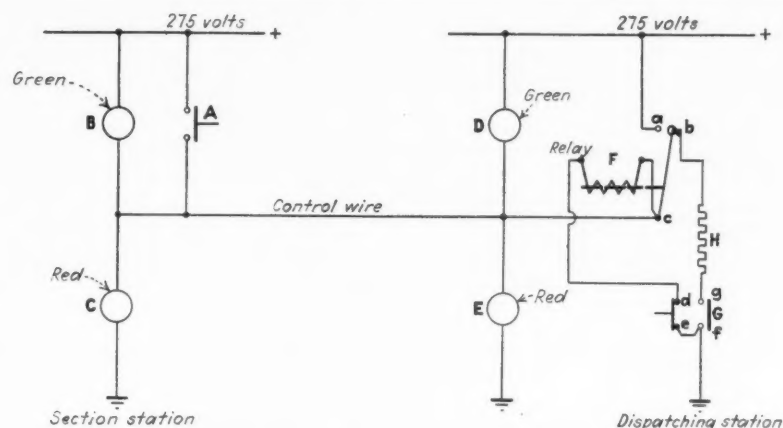 275 volts +
275 volts +
Green
B
A
D
Green
a
b
Relay
F
Control wire
c
H
Red
C
E
Red
d
g
G
e
f
Section station
Dispatching station